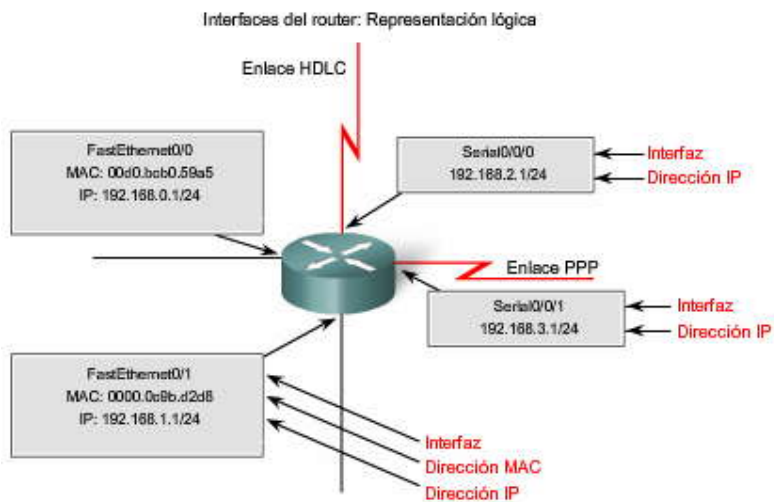 Interfaces del router: Representación lógica
Enlace HDLC
FastEthernet0/0
MAC: 00d0.bcb0.59a5
IP: 192.168.0.1/24
Serial0/0/0
192.168.2.1/24
Interfaz
Dirección IP
Enlace PPP
Serial0/0/1
192.168.3.1/24
Interfaz
Dirección IP
FastEthernet0/1
MAC: 0000.0c9b.d2d8
IP: 192.168.1.1/24
Interfaz
Dirección MAC
Dirección IP